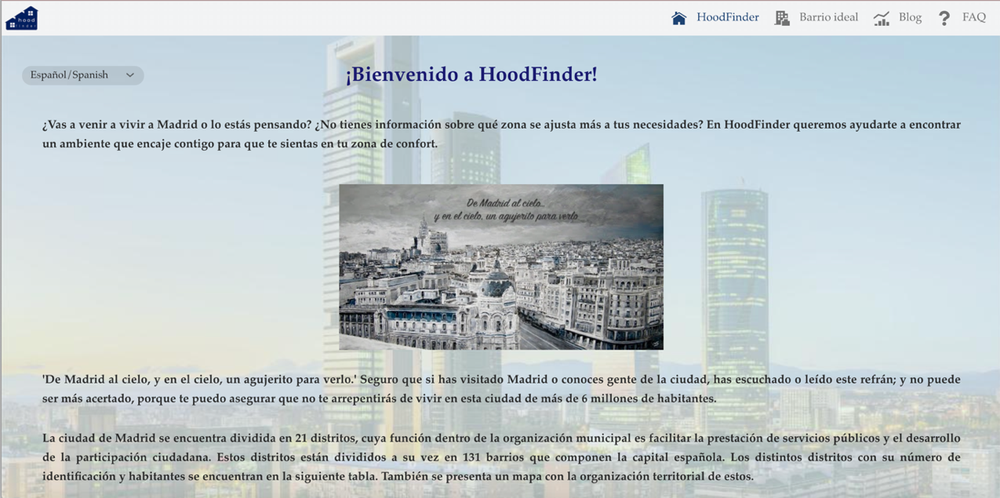 hood
finder
HoodFinder
Barrio ideal
Blog
FAQ
Español/Spanish
¡Bienvenido a HoodFinder!
¿Vas a venir a vivir a Madrid o lo estás pensando? ¿No tienes información sobre qué zona se ajusta más a tus necesidades? En HoodFinder queremos ayudarte a encontrar
un ambiente que encaje contigo para que te sientas en tu zona de confort.
De Madrid al cielo...
y en el cielo, un agujerito para verlo
'De Madrid al cielo, y en el cielo, un agujerito para verlo.' Seguro que si has visitado Madrid o conoces gente de la ciudad, has escuchado o leído este refrán; y no puede
ser más acertado, porque te puedo asegurar que no te arrepentirás de vivir en esta ciudad de más de 6 millones de habitantes.
La ciudad de Madrid se encuentra dividida en 21 distritos, cuya función dentro de la organización municipal es facilitar la prestación de servicios públicos y el desarrollo
de la participación ciudadana. Estos distritos están divididos a su vez en 131 barrios que componen la capital española. Los distintos distritos con su número de
identificación y habitantes se encuentran en la siguiente tabla. También se presenta un mapa con la organización territorial de estos.